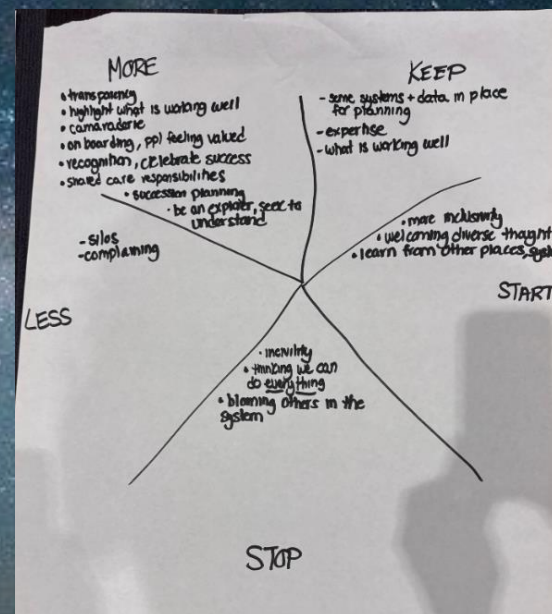 MORE
• transparency
• highlight what is working well
• camaraderie
• on boarding, ppl feeling valued
• recognition, celebrate success
• shared care responsibilities
• succession planning
• be an explorer, seek to
understand
KEEP
- some systems + data in place
for planning
- expertise
- what is working well
• more inclusivity
• welcoming diverse thought
• learn from other places,
START
- silos
- complaining
LESS
• incivility
• thinking we can
do everything
• blaming others in the
system
STOP